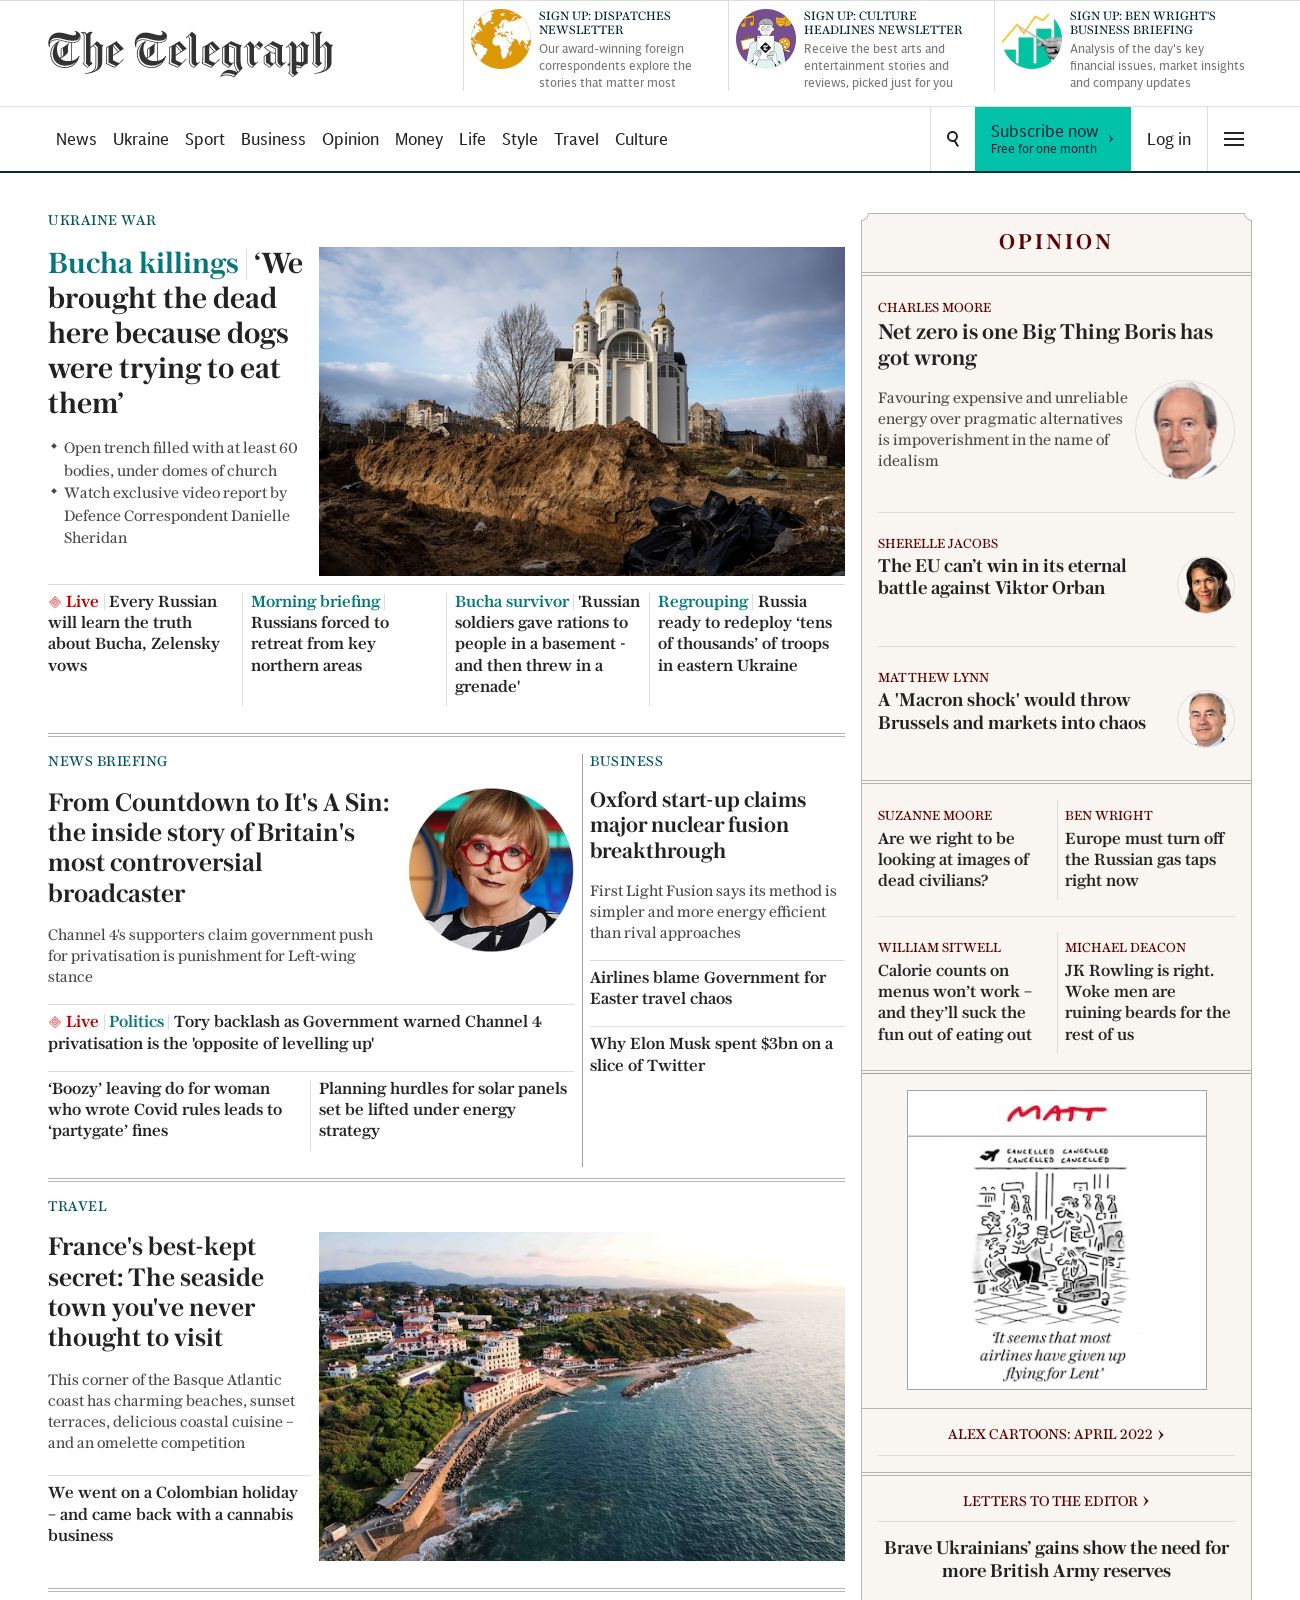 The Telegraph
SIGN UP: DISPATCHES
NEWSLETTER
Our award-winning foreign
correspondents explore the
stories that matter most
SIGN UP: CULTURE
HEADLINES NEWSLETTER
Receive the best arts and
entertainment stories and
reviews, picked just for you
SIGN UP: BEN WRIGHT'S
BUSINESS BRIEFING
Analysis of the day's key
financial issues, market insights
and company updates
News Ukraine Sport Business Opinion Money Life Style Travel Culture
Subscribe now ›
Free for one month
Log in
UKRAINE WAR
Bucha killings ‘We
brought the dead
here because dogs
were trying to eat
them’
Open trench filled with at least 60
bodies, under domes of church
Watch exclusive video report by
Defence Correspondent Danielle
Sheridan
Live Every Russian
will learn the truth
about Bucha, Zelensky
vows
Morning briefing
Russians forced to
retreat from key
northern areas
Bucha survivor 'Russian
soldiers gave rations to
people in a basement -
and then threw in a
grenade'
Regrouping Russia
ready to redeploy ‘tens
of thousands’ of troops
in eastern Ukraine
NEWS BRIEFING
From Countdown to It's A Sin:
the inside story of Britain's
most controversial
broadcaster
Channel 4's supporters claim government push
for privatisation is punishment for Left-wing
stance
Live Politics Tory backlash as Government warned Channel 4
privatisation is the 'opposite of levelling up'
‘Boozy’ leaving do for woman
who wrote Covid rules leads to
‘partygate’ fines
Planning hurdles for solar panels
set be lifted under energy
strategy
BUSINESS
Oxford start-up claims
major nuclear fusion
breakthrough
First Light Fusion says its method is
simpler and more energy efficient
than rival approaches
Airlines blame Government for
Easter travel chaos
Why Elon Musk spent $3bn on a
slice of Twitter
TRAVEL
France's best-kept
secret: The seaside
town you've never
thought to visit
This corner of the Basque Atlantic
coast has charming beaches, sunset
terraces, delicious coastal cuisine –
and an omelette competition
We went on a Colombian holiday
– and came back with a cannabis
business
OPINION
CHARLES MOORE
Net zero is one Big Thing Boris has
got wrong
Favouring expensive and unreliable
energy over pragmatic alternatives
is impoverishment in the name of
idealism
SHERELLE JACOBS
The EU can’t win in its eternal
battle against Viktor Orban
MATTHEW LYNN
A 'Macron shock' would throw
Brussels and markets into chaos
SUZANNE MOORE
Are we right to be
looking at images of
dead civilians?
BEN WRIGHT
Europe must turn off
the Russian gas taps
right now
WILLIAM SITWELL
Calorie counts on
menus won’t work –
and they’ll suck the
fun out of eating out
MICHAEL DEACON
JK Rowling is right.
Woke men are
ruining beards for the
rest of us
MATT
CANCELLED CANCELLED
CANCELLED CANCELLED
‘It seems that most
airlines have given up
flying for Lent’
ALEX CARTOONS: APRIL 2022 ›
LETTERS TO THE EDITOR ›
Brave Ukrainians’ gains show the need for
more British Army reserves